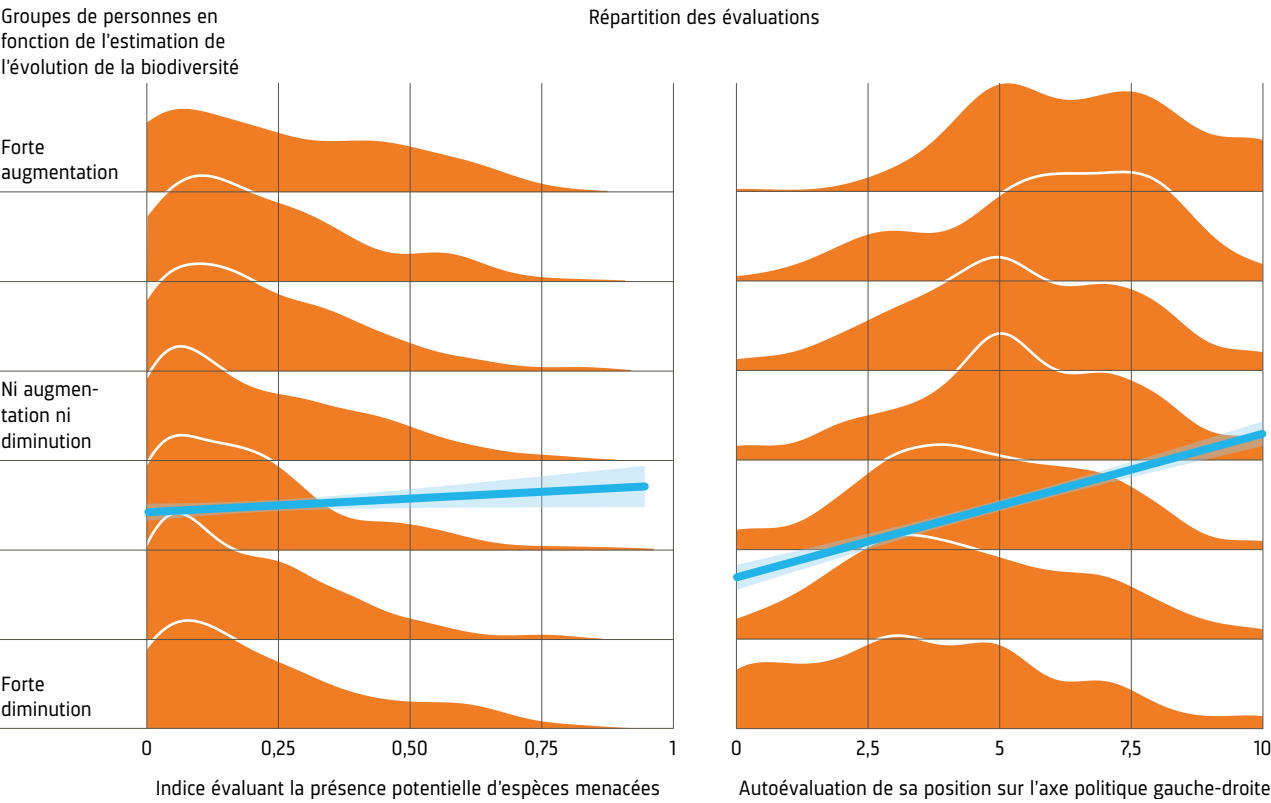 Groupes de personnes en
fonction de l'estimation de
l'évolution de la biodiversité
Répartition des évaluations
Forte
augmentation
Ni augmen-
tation ni
diminution
Forte
diminution
0 0,25 0,50 0,75 1
0 2,5 5 7,5 10
Indice évaluant la présence potentielle d'espèces menacées
Autoévaluation de sa position sur l'axe politique gauche-droite